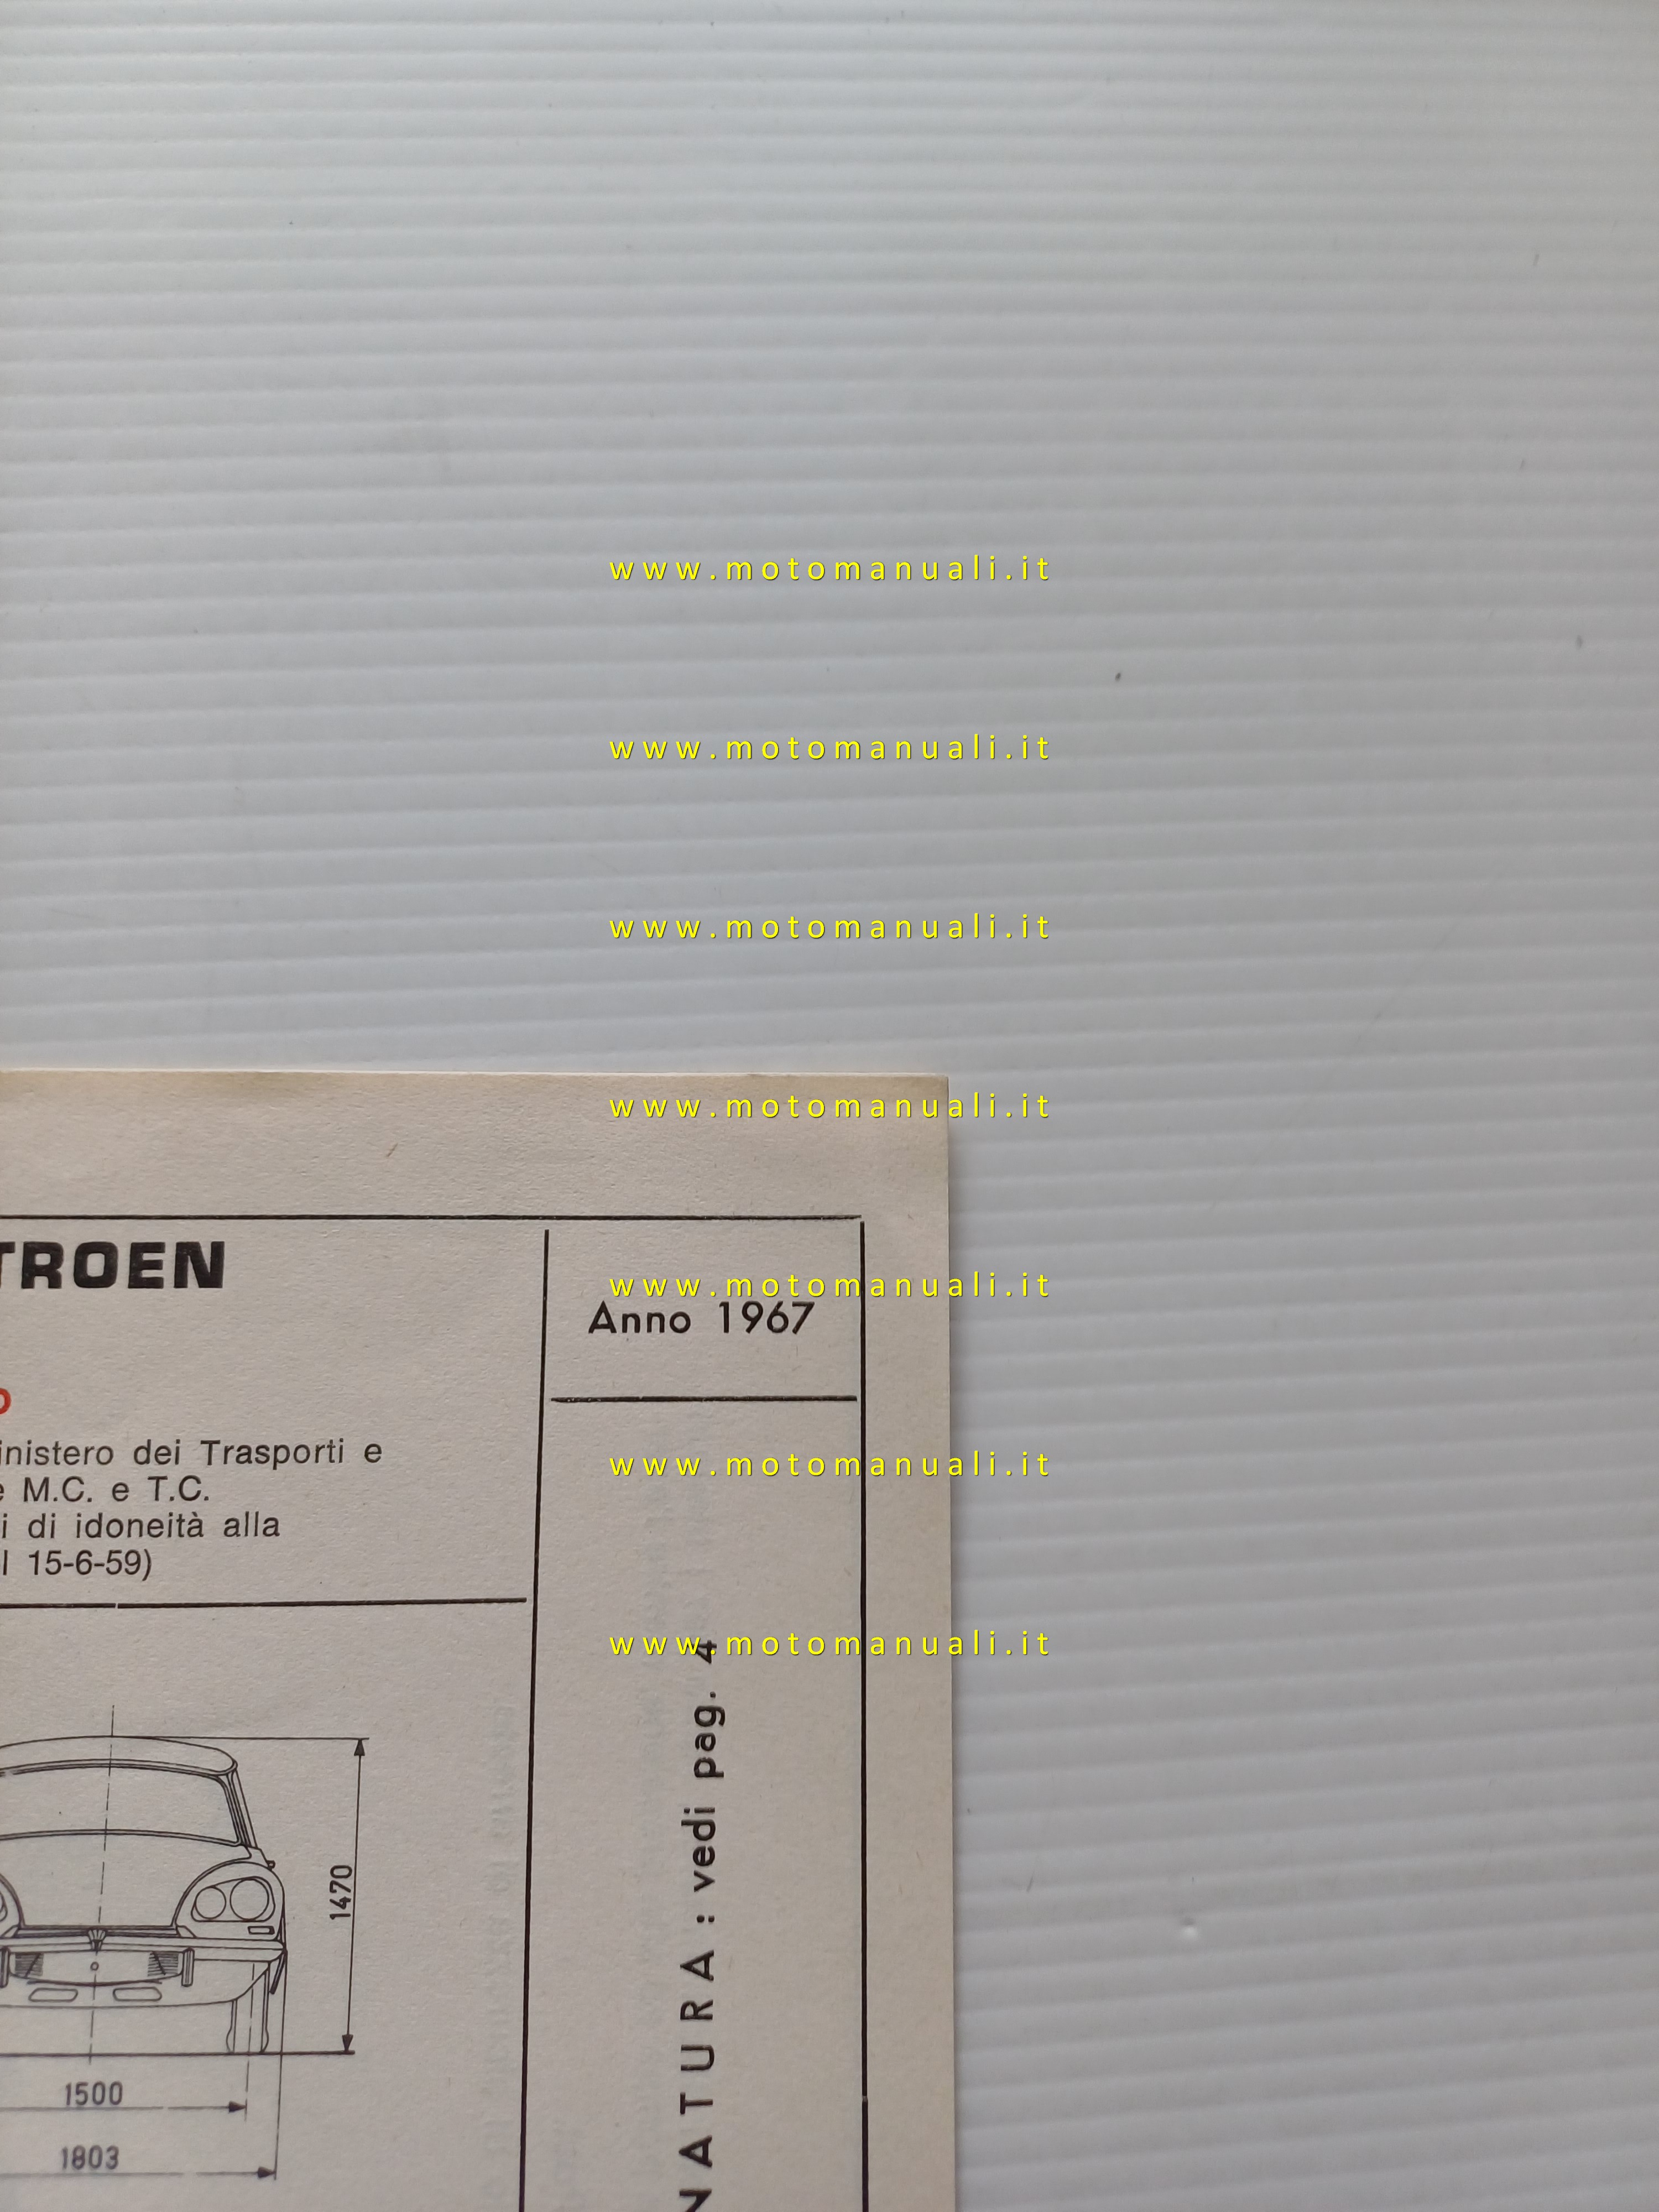 www.motomanuali.it
www.motomanuali.it
www.motomanuali.it
www.motomanuali.it
TROEN
www.motomanuali.it
Anno 1967
inistero dei Trasporti e
e M.C. e T.C.
www.motomanuali.it
i di idoneità alla
l 15-6-59)
www.motomanuali.it
NATURA: vedi pag. 4
1470
1500
1803